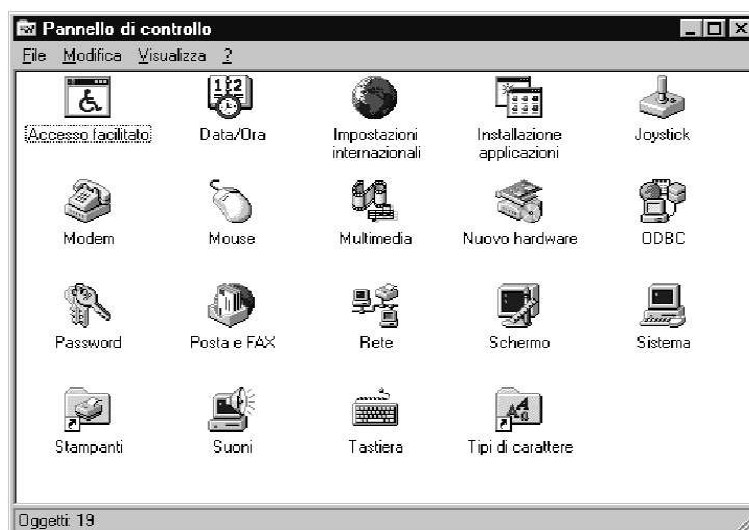 Pannello di controllo
File Modifica Visualizza ?
Accesso facilitato
Data/Ora
Impostazioni
internazionali
Installazione
applicazioni
Joystick
Modem
Mouse
Multimedia
Nuovo hardware
ODBC
Password
Posta e FAX
Rete
Schermo
Sistema
Stampanti
Suoni
Tastiera
Tipi di carattere
Oggetti: 19